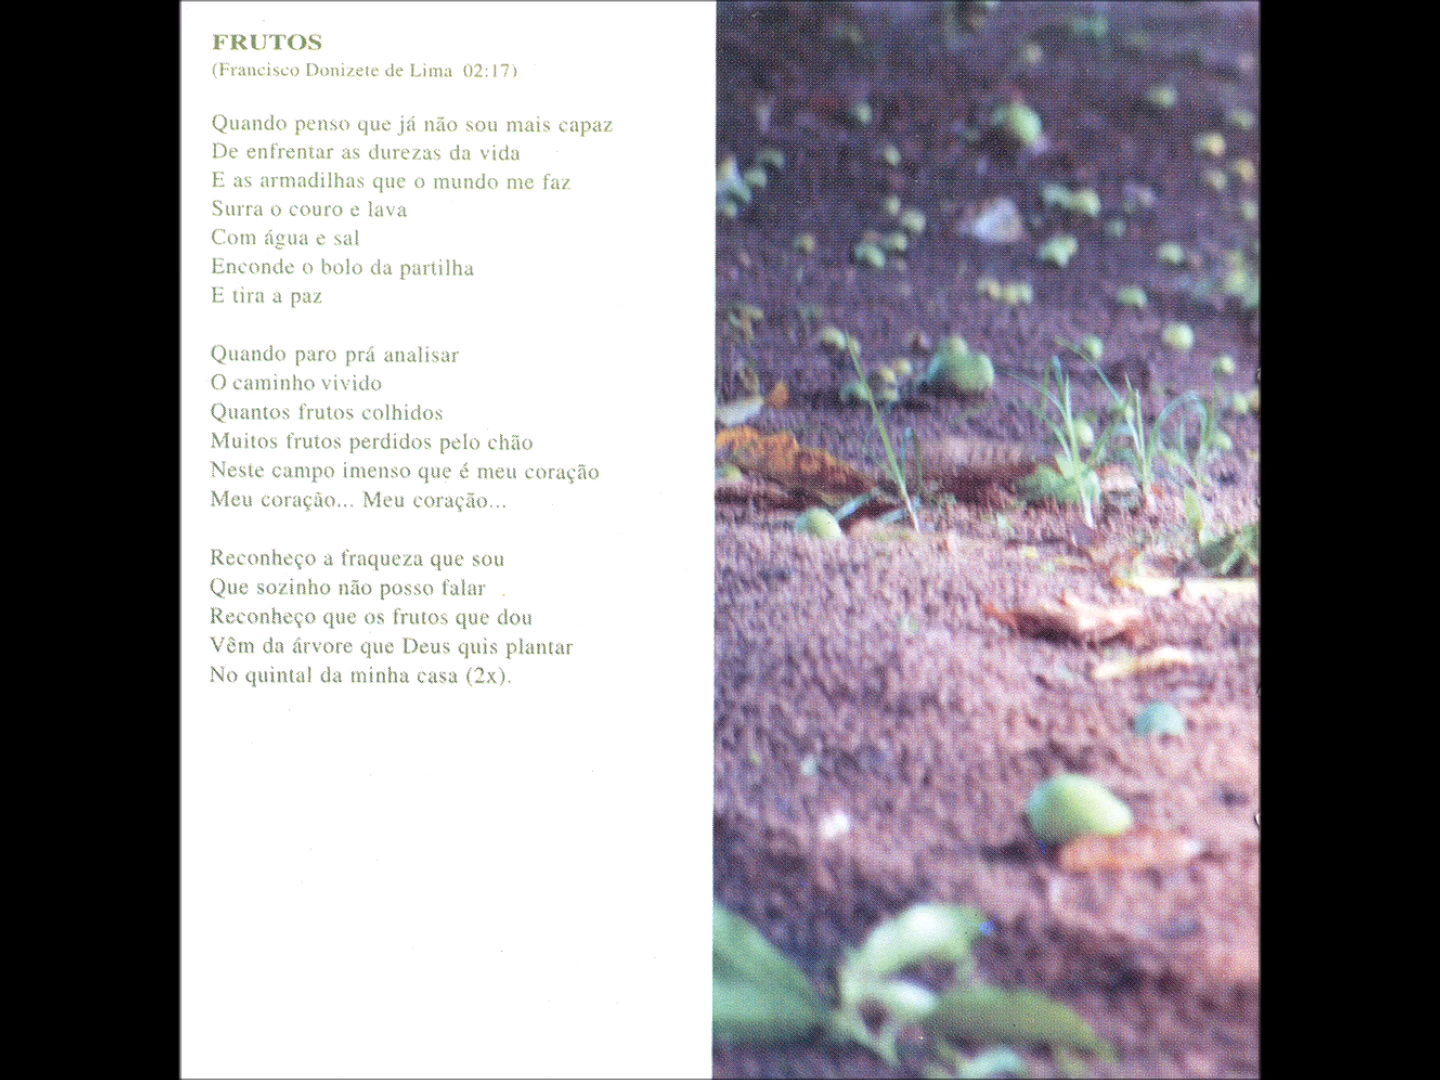 FRUTOS
(Francisco Donizete de Lima 02:17)
Quando penso que já não sou mais capaz
De enfrentar as durezas da vida
E as armadilhas que o mundo me faz
Surra o couro e lava
Com água e sal
Enconde o bolo da partilha
E tira a paz
Quando paro prá analisar
O caminho vivido
Quantos frutos colhidos
Muitos frutos perdidos pelo chão
Neste campo imenso que é meu coração
Meu coração... Meu coração...
Reconheço a fraqueza que sou
Que sozinho não posso falar
Reconheço que os frutos que dou
Vêm da árvore que Deus quis plantar
No quintal da minha casa (2x).